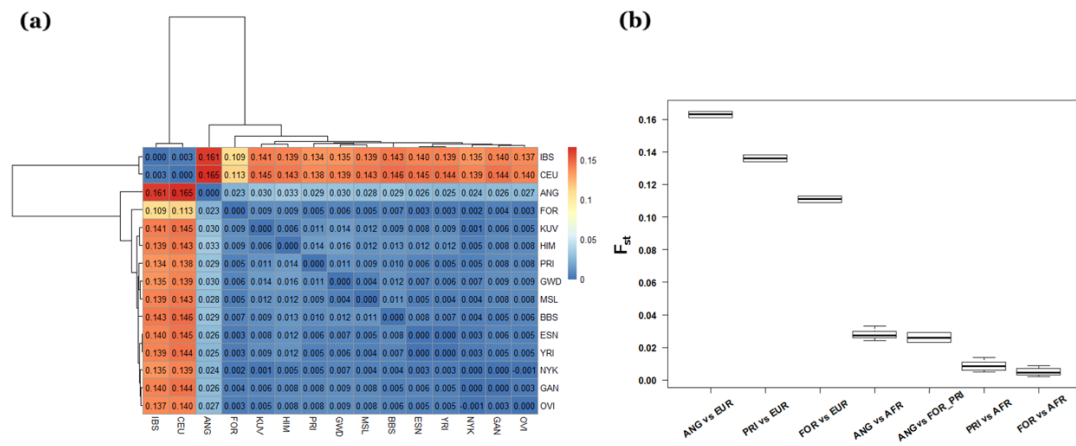 (a)
0.000 0.003 0.161 0.109 0.141 0.139 0.134 0.135 0.139 0.143 0.140 0.139 0.135 0.140 0.137 IBS
0.003 0.000 0.165 0.113 0.145 0.143 0.138 0.139 0.143 0.146 0.145 0.144 0.139 0.144 0.140 CEU
0.161 0.165 0.000 0.023 0.030 0.033 0.029 0.030 0.028 0.029 0.026 0.025 0.024 0.026 0.027 ANG
0.109 0.113 0.023 0.000 0.009 0.009 0.005 0.006 0.005 0.007 0.003 0.003 0.002 0.004 0.003 FOR
0.141 0.145 0.030 0.009 0.000 0.006 0.011 0.014 0.012 0.009 0.008 0.009 0.001 0.006 0.005 KUV
0.139 0.143 0.033 0.009 0.006 0.000 0.014 0.016 0.012 0.013 0.012 0.012 0.005 0.008 0.008 HIM
0.134 0.138 0.029 0.005 0.011 0.014 0.000 0.011 0.009 0.010 0.006 0.005 0.006 0.008 0.008 PRI
0.135 0.139 0.030 0.006 0.014 0.016 0.011 0.000 0.004 0.012 0.007 0.006 0.005 0.008 0.009 GWD
0.139 0.143 0.028 0.005 0.012 0.012 0.009 0.004 0.000 0.011 0.005 0.004 0.004 0.008 0.008 MSL
0.143 0.146 0.029 0.007 0.009 0.013 0.010 0.012 0.011 0.000 0.008 0.007 0.004 0.006 0.005 BBS
0.140 0.145 0.026 0.003 0.008 0.012 0.006 0.007 0.005 0.008 0.000 0.000 0.003 0.006 0.006 ESN
0.139 0.144 0.025 0.003 0.009 0.012 0.005 0.006 0.004 0.007 0.000 0.000 0.003 0.005 0.005 YRI
0.135 0.139 0.024 0.002 0.001 0.005 0.006 0.005 0.004 0.004 0.003 0.003 0.000 0.000 -0.001 NYK
0.140 0.144 0.026 0.004 0.006 0.008 0.008 0.008 0.008 0.006 0.006 0.005 0.000 0.000 0.003 GAN
0.137 0.140 0.027 0.003 0.005 0.008 0.008 0.009 0.008 0.005 0.006 0.005 -0.001 0.003 0.000 OVI
IBS CEU ANG FOR KUV HIM PRI GWD MSL BBS ESN YRI NYK GAN OVI
0.15
0.1
0.05
0
(b)
Fst
0.16
0.14
0.12
0.10
0.08
0.06
0.04
0.02
0.00
ANG vs EUR
PRI vs EUR
FOR vs EUR
ANG vs AFR
ANG vs FOR_PRI
PRI vs AFR
FOR vs AFR